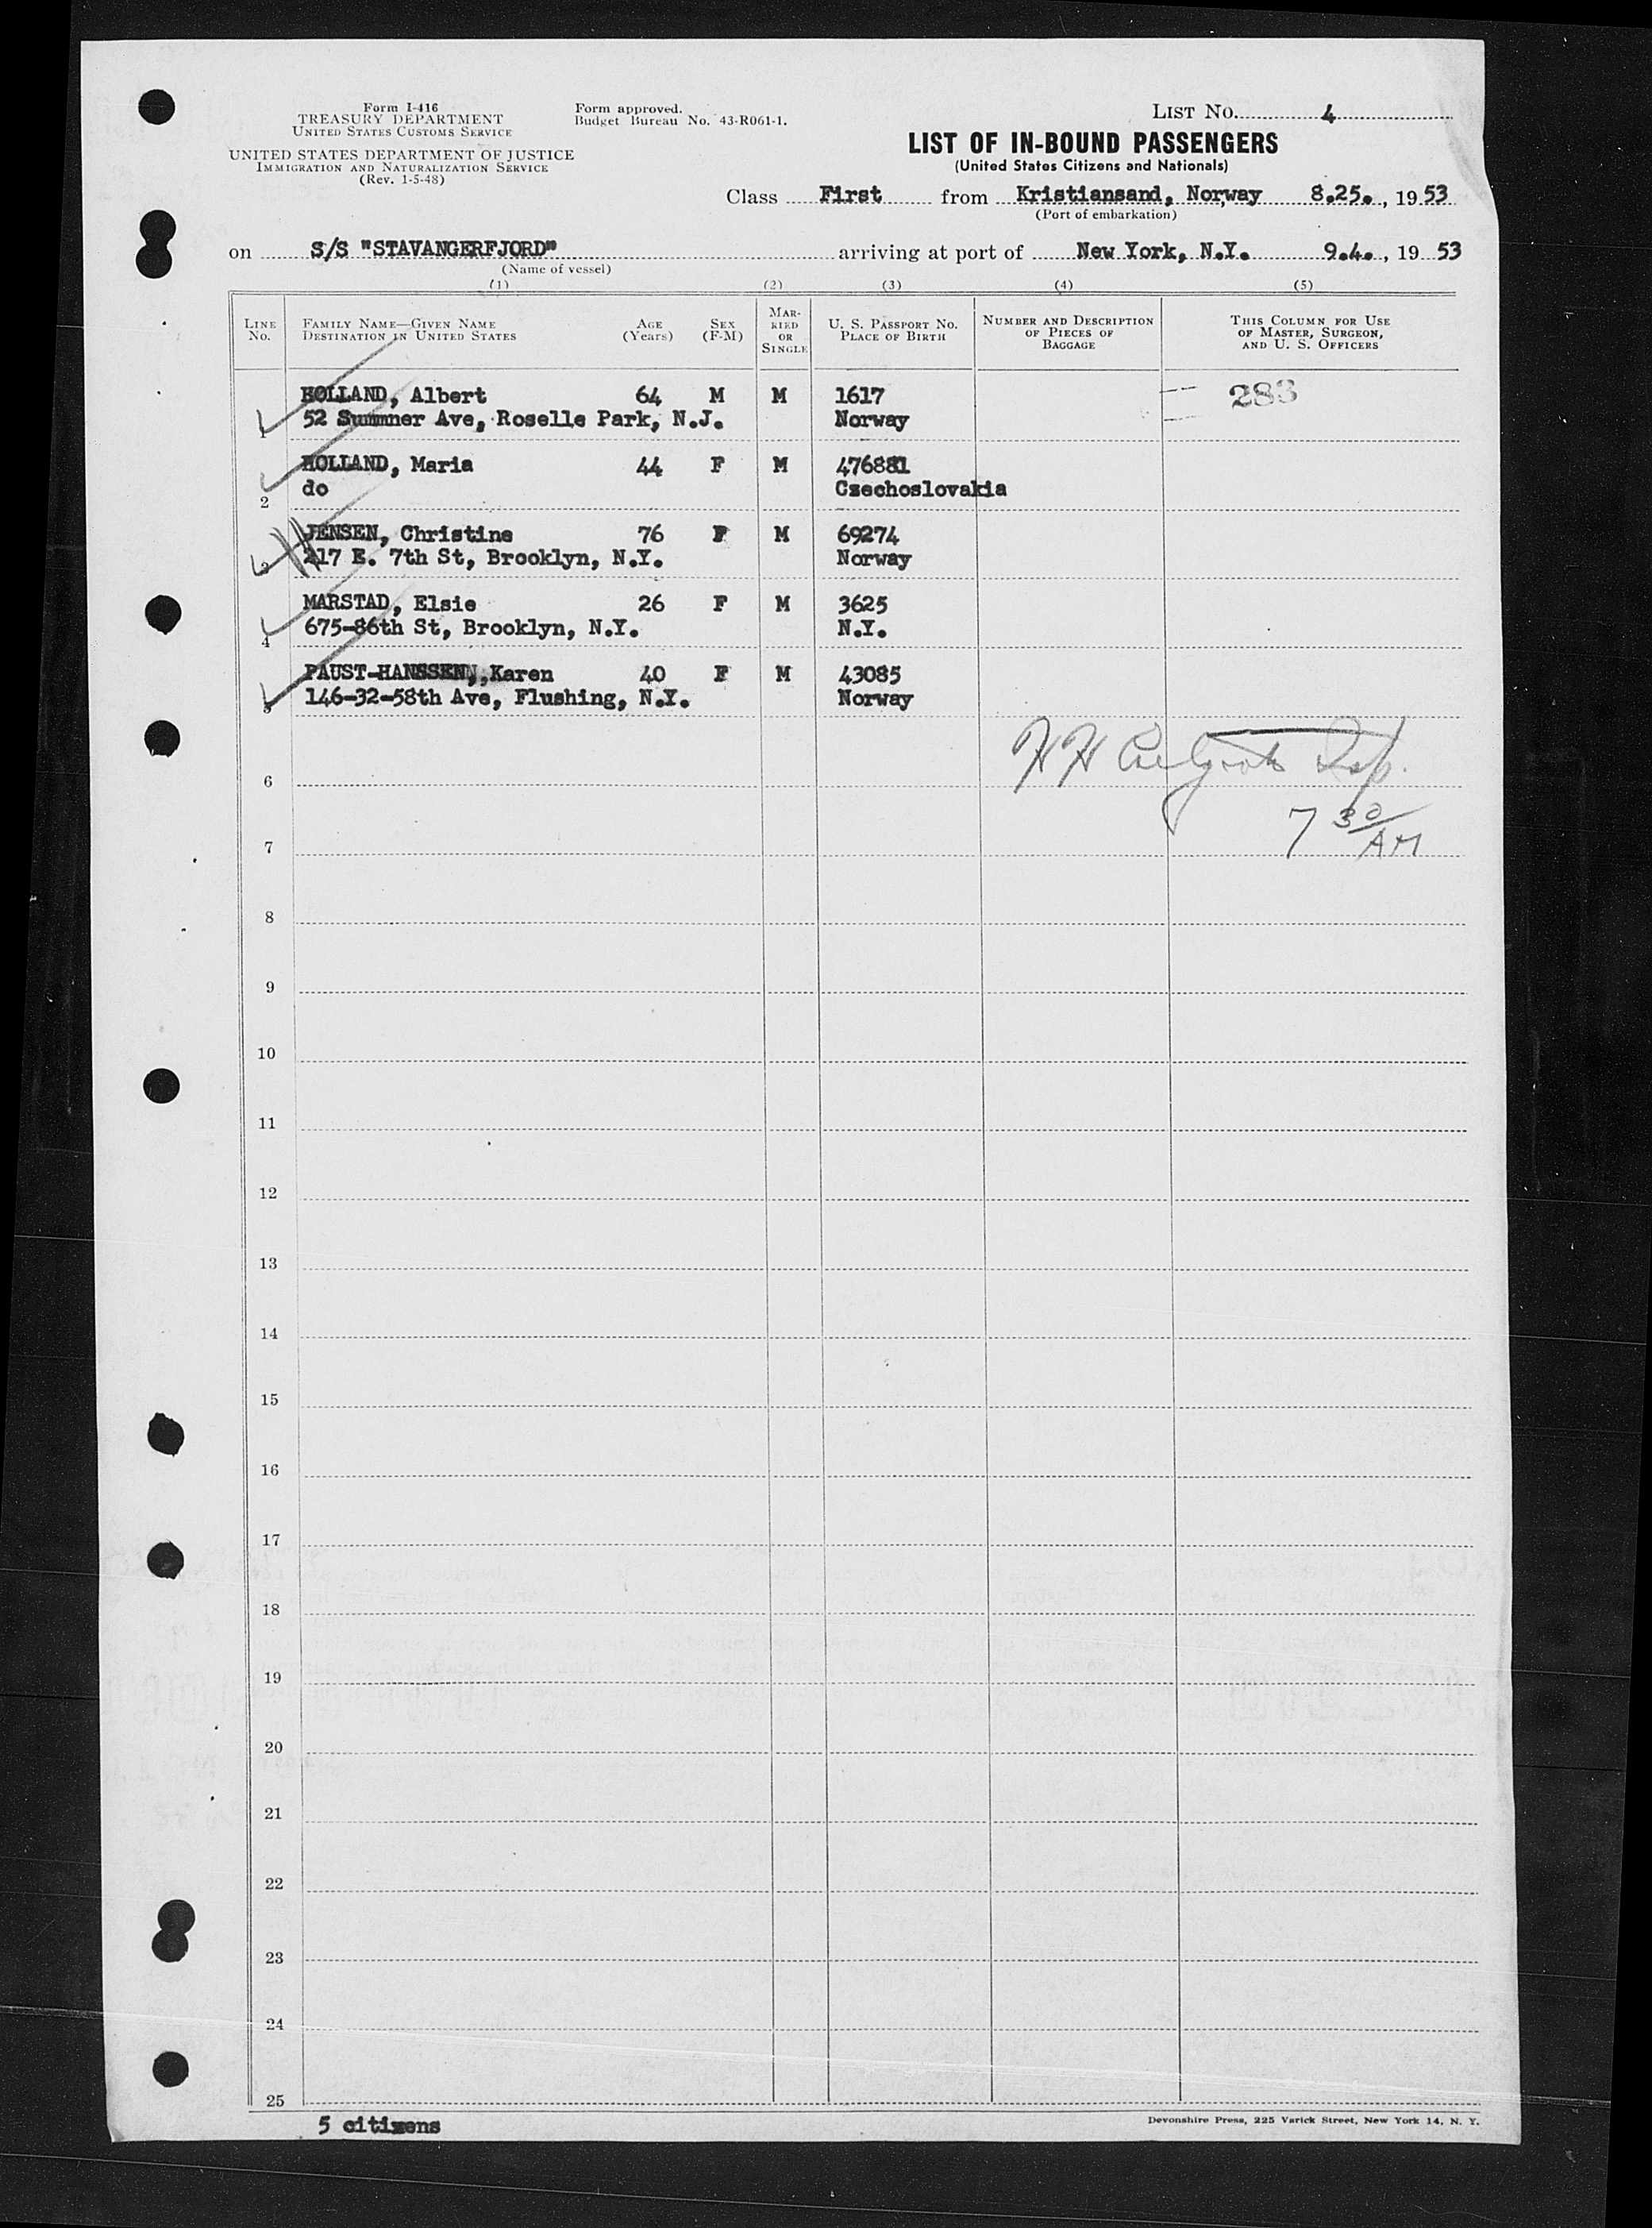 Form I-416
TREASURY DEPARTMENT
UNITED STATES CUSTOMS SERVICE
UNITED STATES DEPARTMENT OF JUSTICE
IMMIGRATION AND NATURALIZATION SERVICE
(Rev. 1-5-48)
Form approved.
Budget Bureau No. 43-R061-1.
LIST NO. 4
LIST OF IN-BOUND PASSENGERS
(United States Citizens and Nationals)
Class First from Kristiansand, Norway 8.25., 1953
(Port of embarkation)
on S/S "STAVANGERFJORD" arriving at port of New York, N.Y. 9.4., 1953
(Name of vessel)
(1) (2) (3) (4) (5)
LINE NO.
FAMILY NAME—GIVEN NAME
DESTINATION IN UNITED STATES
AGE (Years)
SEX (F-M)
MARRIED OR SINGLE
U. S. PASSPORT NO.
PLACE OF BIRTH
NUMBER AND DESCRIPTION OF PIECES OF BAGGAGE
THIS COLUMN FOR USE OF MASTER, SURGEON, AND U. S. OFFICERS
HOLLAND, Albert 64 M M 1617 283
1 52 Summner Ave, Roselle Park, N.J. Norway
HOLLAND, Maria 44 F M 476881
2 do Czechoslovakia
JENSEN, Christine 76 F M 69274
3 217 E. 7th St, Brooklyn, N.Y. Norway
MARSTAD, Elsie 26 F M 3625
4 675-86th St, Brooklyn, N.Y. N.Y.
PAUST-HANSSEN, Karen 40 F M 43085
5 146-32-58th Ave, Flushing, N.Y. Norway
6
7 30 AM
7
8
9
10
11
12
13
14
15
16
17
18
19
20
21
22
23
24
25
5 citizens
Devonshire Press, 225 Varick Street, New York 14, N. Y.